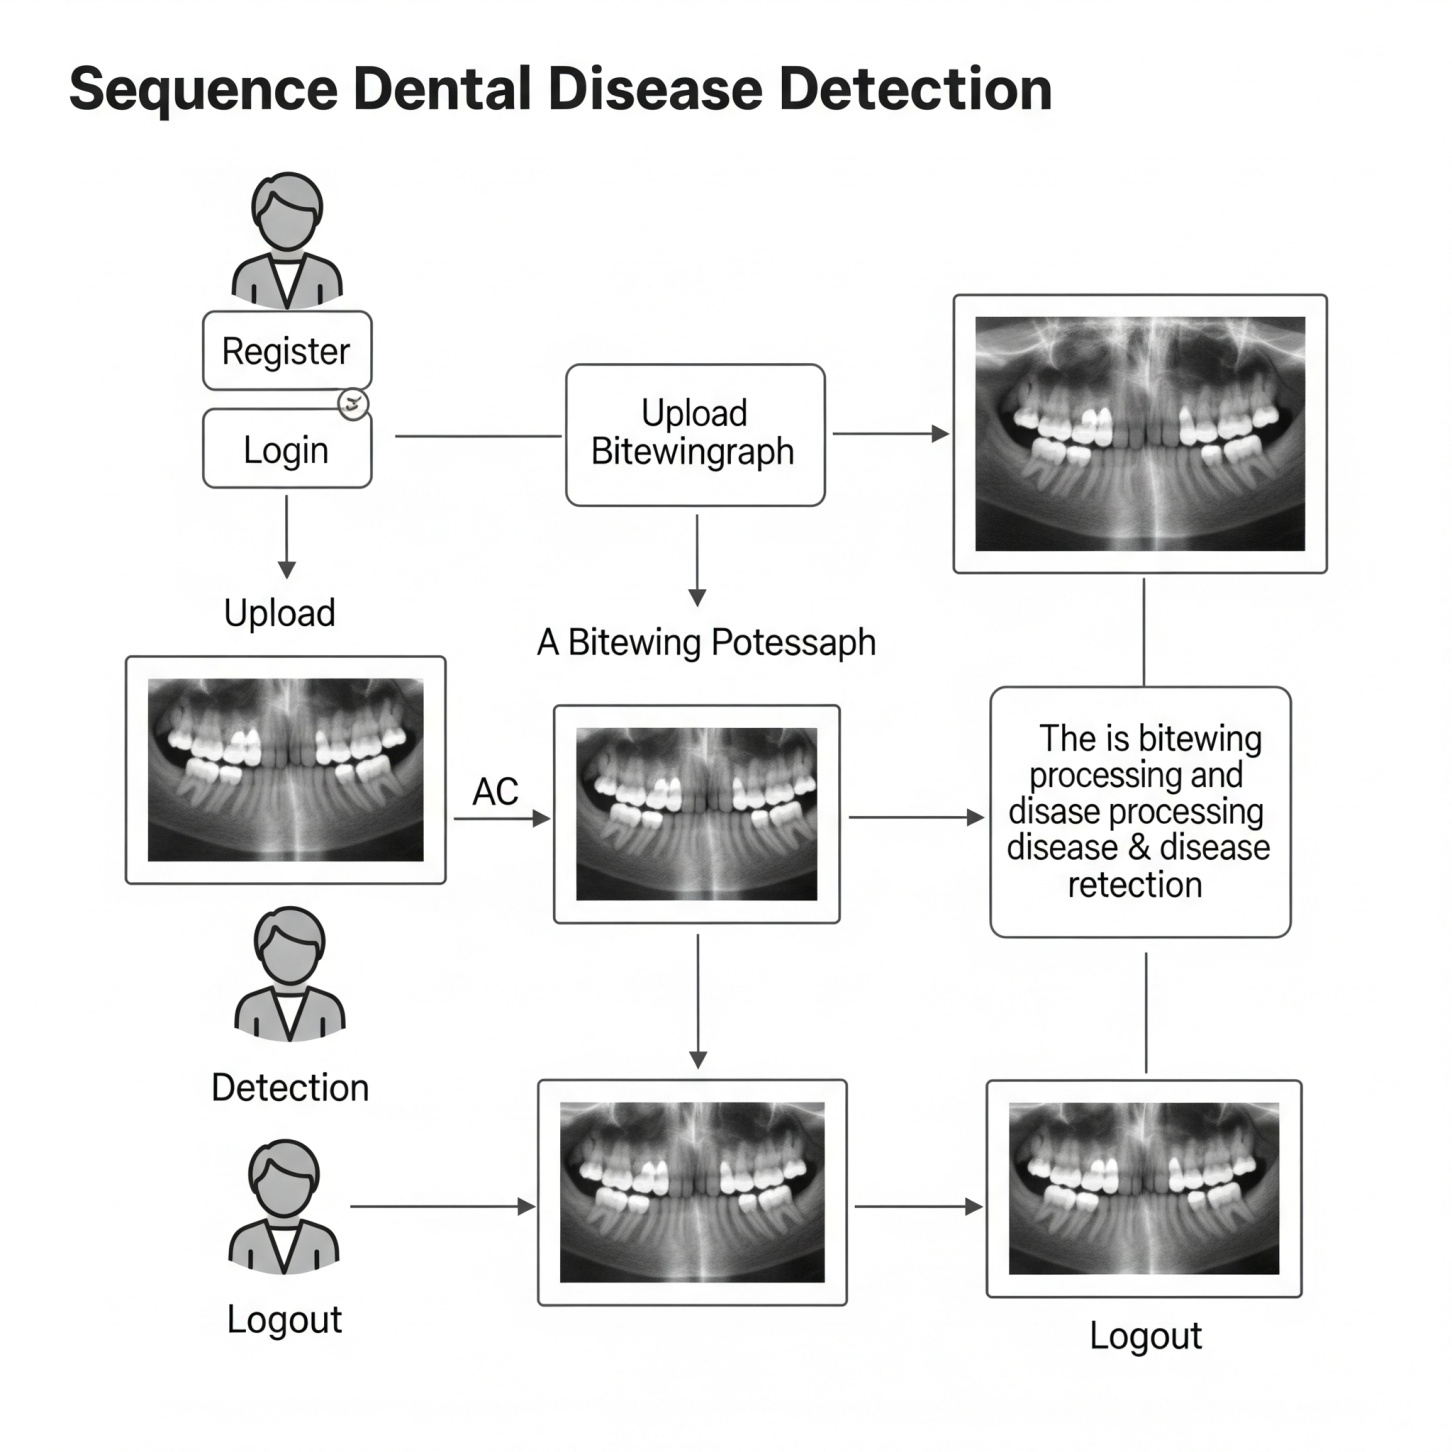 Sequence Dental Disease Detection
Register
Login
Upload
Bitewingraph
Upload
A Bitewing Potessaph
AC
The is bitewing
processing and
disase processing
disease & disease
retection
Detection
Logout
Logout